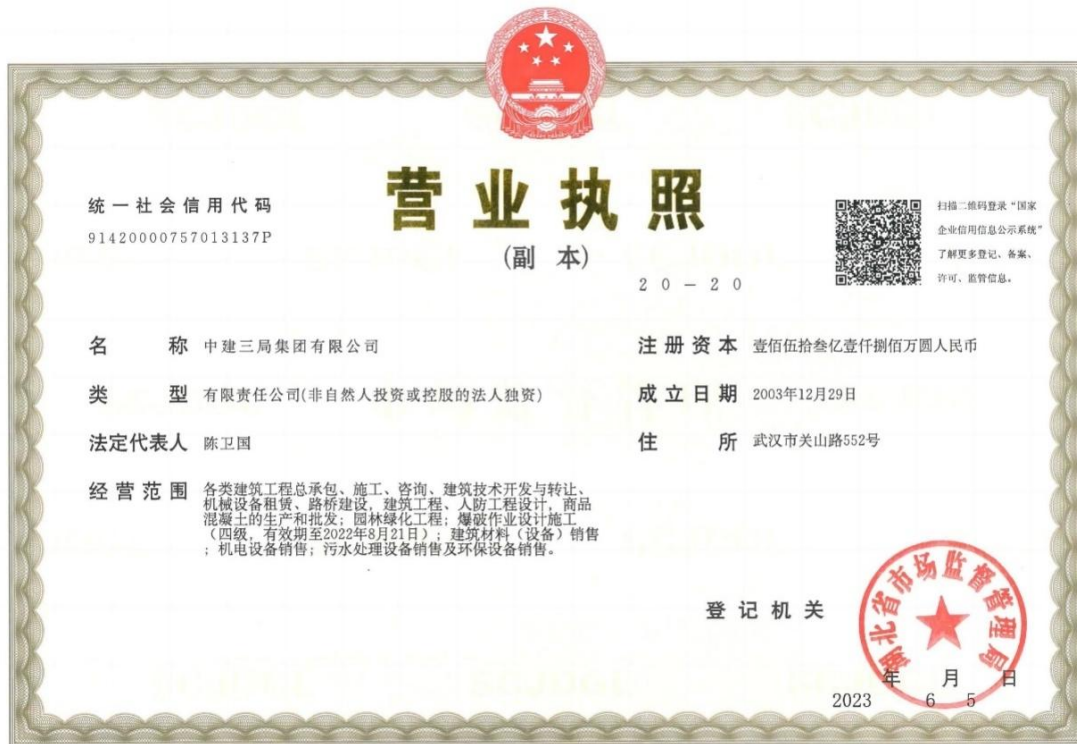 营业执照
(副 本)
20-20
统一社会信用代码
91420000757013137P
扫描二维码登录“国家
企业信用信息公示系统”
了解更多登记、备案、
许可、监管信息。
名 称 中建三局集团有限公司
类 型 有限责任公司(非自然人投资或控股的法人独资)
法定代表人 陈卫国
经营范围 各类建筑工程总承包、施工、咨询、建筑技术开发与转让、
机械设备租赁、路桥建设，建筑工程、人防工程设计，商品
混凝土的生产和批发；园林绿化工程；爆破作业设计施工
（四级，有效期至2022年8月21日）；建筑材料（设备）销售
；机电设备销售；污水处理设备销售及环保设备销售。
注册资本 壹佰伍拾叁亿壹仟捌佰万圆人民币
成立日期 2003年12月29日
住 所 武汉市关山路552号
登记机关
湖北省市场监督管理局
年 月 日
2023 6 5